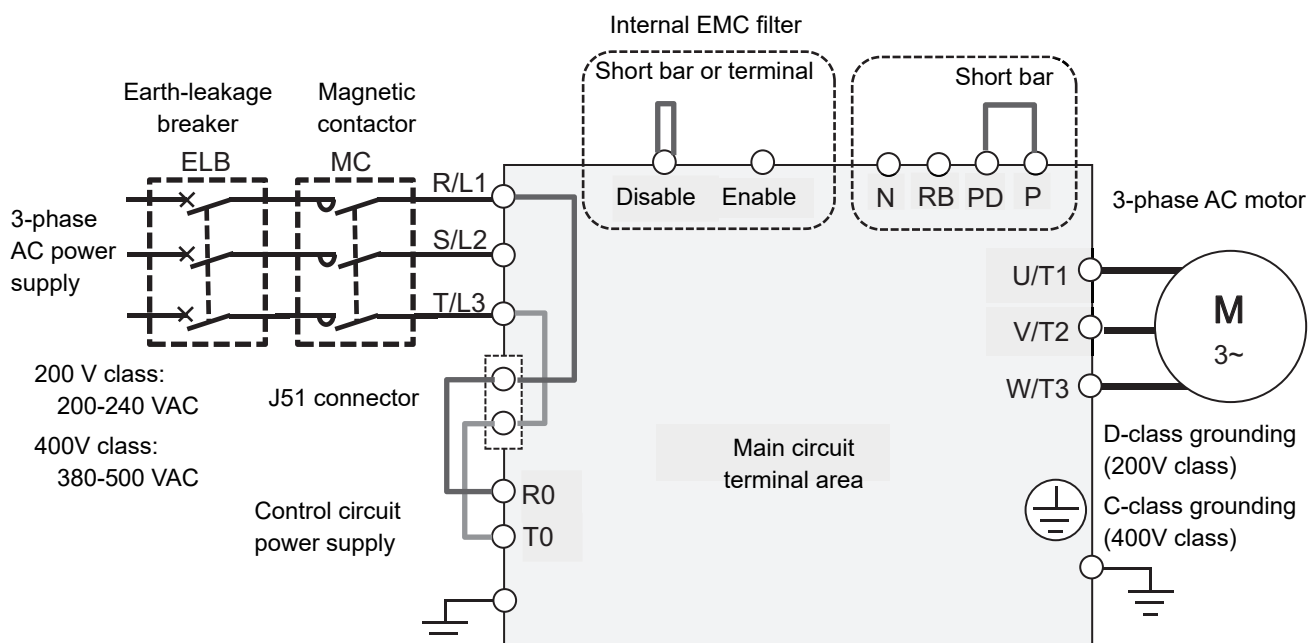 Internal EMC filter
Short bar or terminal
Short bar
Earth-leakage
breaker
Magnetic
contactor
ELB
MC
R/L1
Disable
Enable
N
RB
PD
P
3-phase AC motor
3-phase
AC power
supply
S/L2
T/L3
U/T1
V/T2
W/T3
M
3~
200 V class:
200-240 VAC
400V class:
380-500 VAC
J51 connector
Main circuit
terminal area
D-class grounding
(200V class)
C-class grounding
(400V class)
R0
T0
Control circuit
power supply